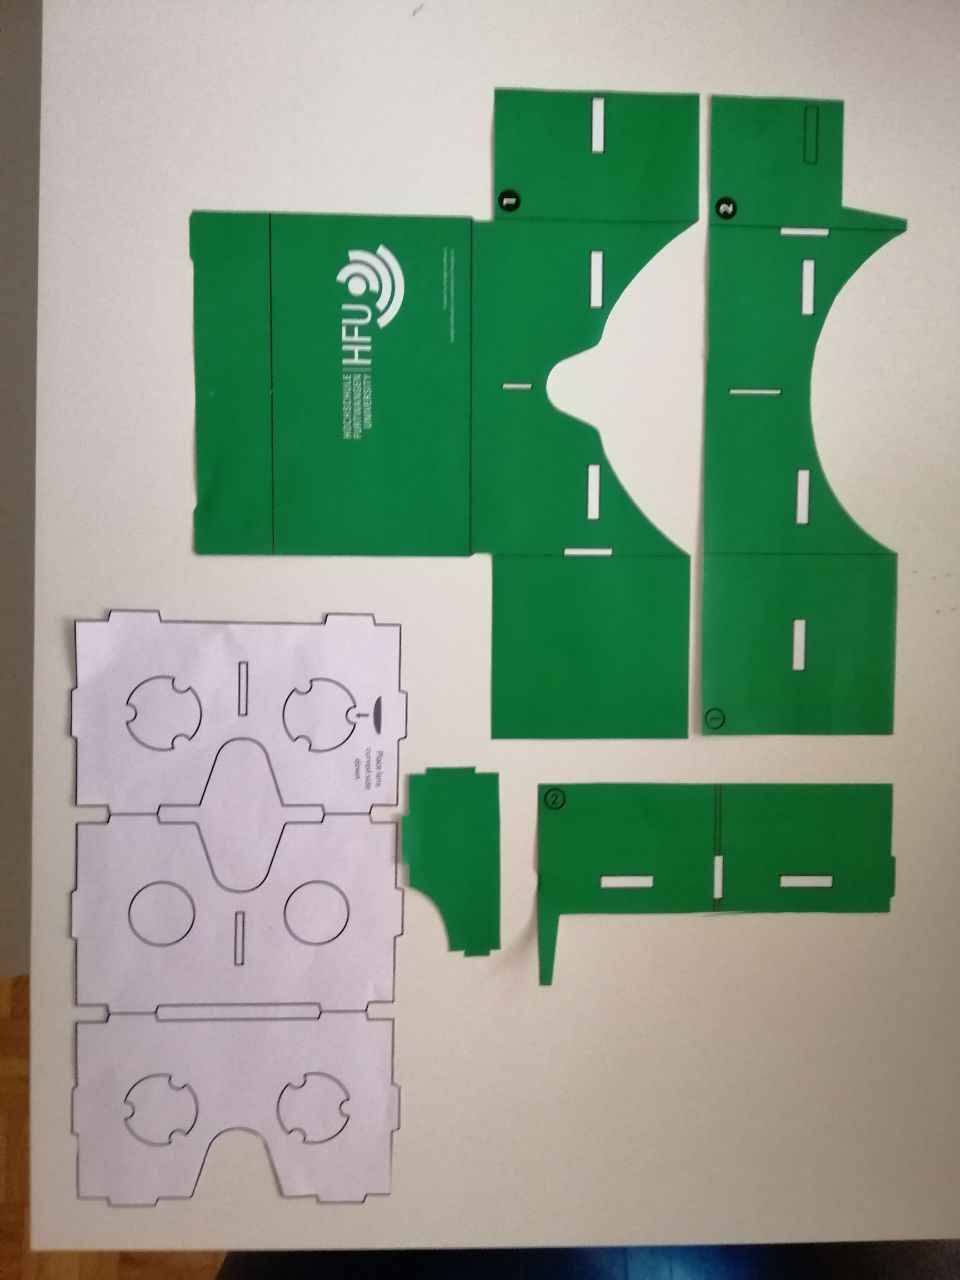 HOCHSCHULE
FURTWANGEN
UNIVERSITY
HFU
1
2
1
2
Place lens
curved side
down